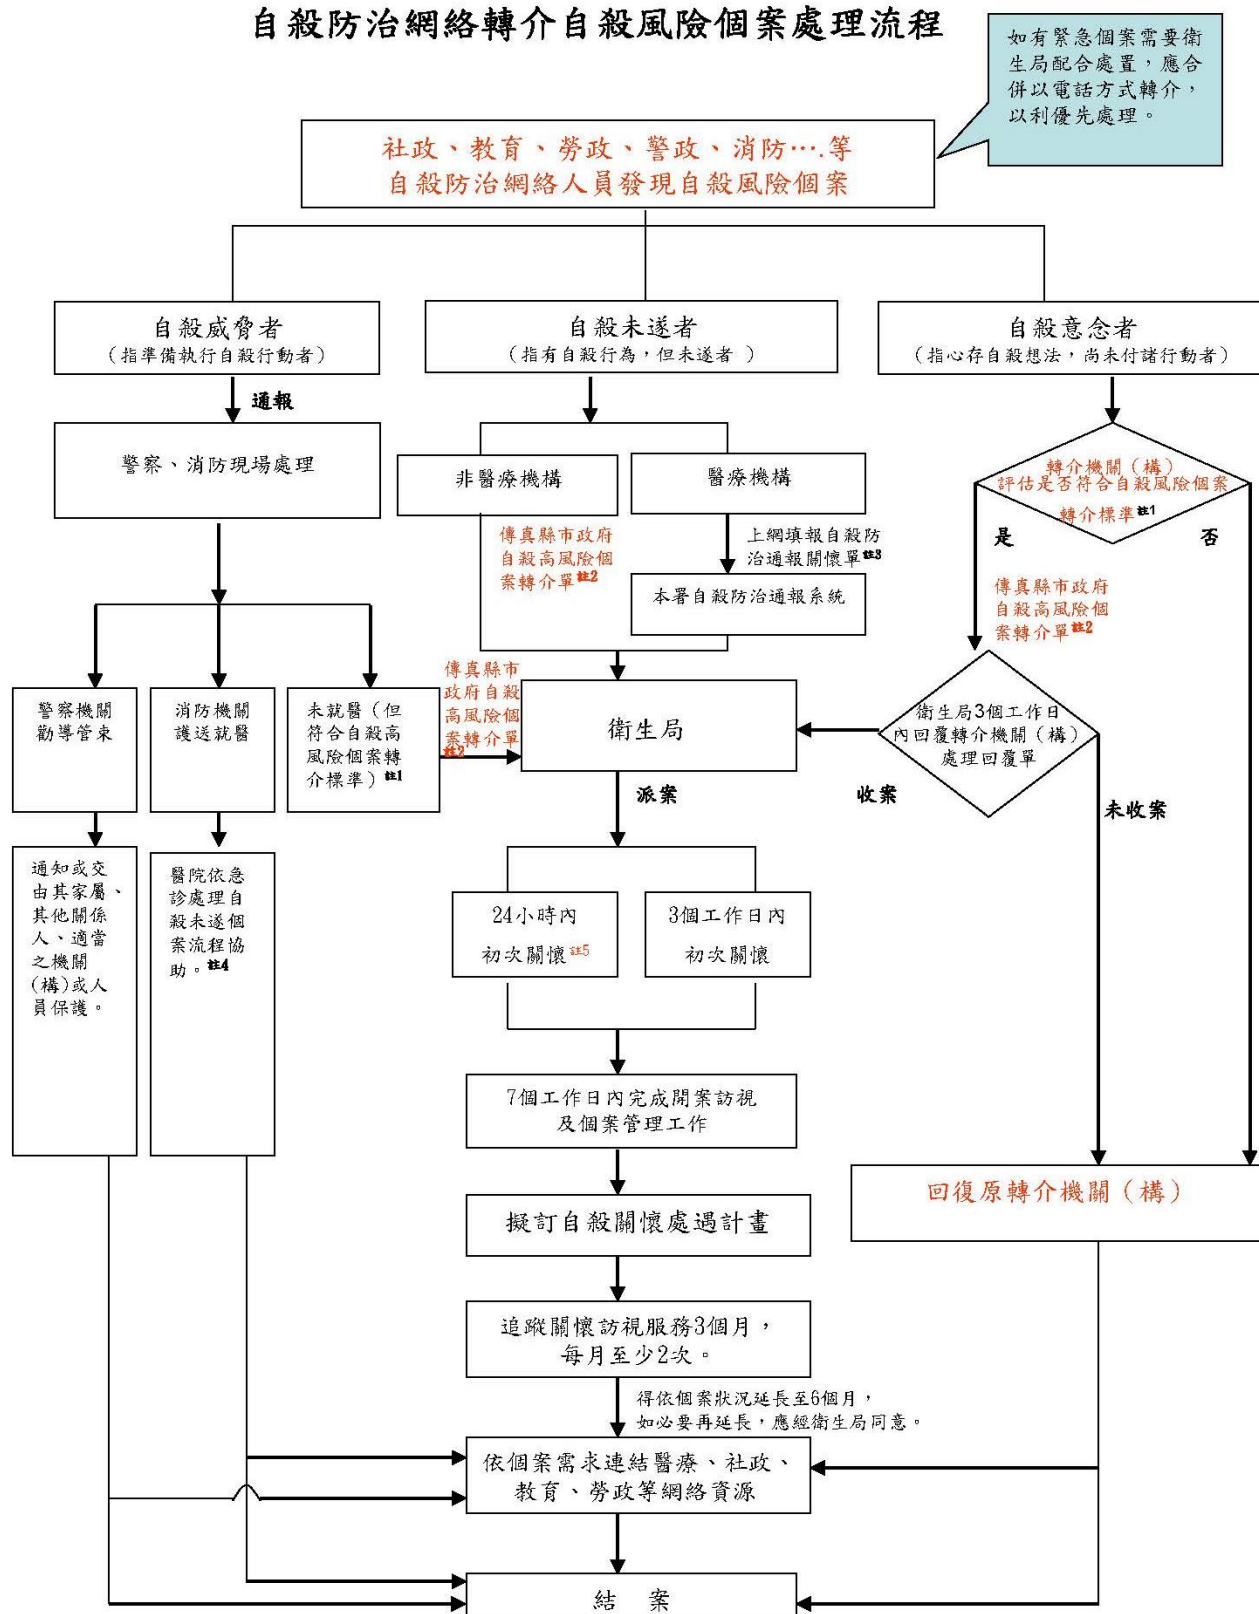 自殺防治網絡轉介自殺風險個案處理流程
如有緊急個案需要衛
生局配合處置，應合
併以電話方式轉介，
以利優先處理。
社政、教育、勞政、警政、消防….等
自殺防治網絡人員發現自殺風險個案
自殺威脅者
（指準備執行自殺行動者）
自殺未遂者
（指有自殺行為，但未遂者 ）
自殺意念者
（指心存自殺想法，尚未付諸行動者）
通報
警察、消防現場處理
非醫療機構
醫療機構
轉介機關（構）
評估是否符合自殺風險個案
轉介標準註1
是
否
傳真縣市政府
自殺高風險個
案轉介單註2
上網填報自殺防
治通報關懷單註3
本署自殺防治通報系統
傳真縣市政府
自殺高風險個
案轉介單註2
警察機關
勸導管束
消防機關
護送就醫
未就醫（但
符合自殺高
風險個案轉
介標準）註1
傳真縣市
政府自殺
高風險個
案轉介單
註2
衛生局
衛生局3個工作日
內回覆轉介機關（構）
處理回覆單
派案
收案
未收案
通知或交
由其家屬、
其他關係
人、適當
之機關
(構)或人
員保護。
醫院依急
診處理自
殺未遂個
案流程協
助。註4
24小時內
初次關懷註5
3個工作日內
初次關懷
7個工作日內完成開案訪視
及個案管理工作
回復原轉介機關（構）
擬訂自殺關懷處遇計畫
追蹤關懷訪視服務3個月，
每月至少2次。
得依個案狀況延長至6個月，
如必要再延長，應經衛生局同意。
依個案需求連結醫療、社政、
教育、勞政等網絡資源
結 案